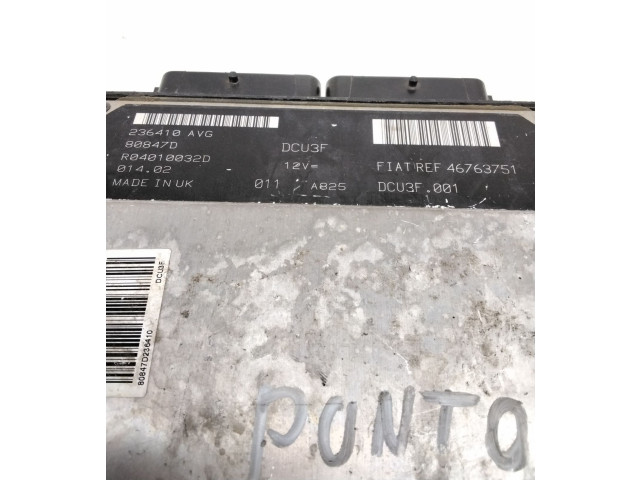 236410 AVG
80847D
R04010032D
014.02
MADE IN UK
DCU3F
12V=
011 A825
FIAT REF 46763751
DCU3F.001
DCU3F
80847D236410
PUNTO